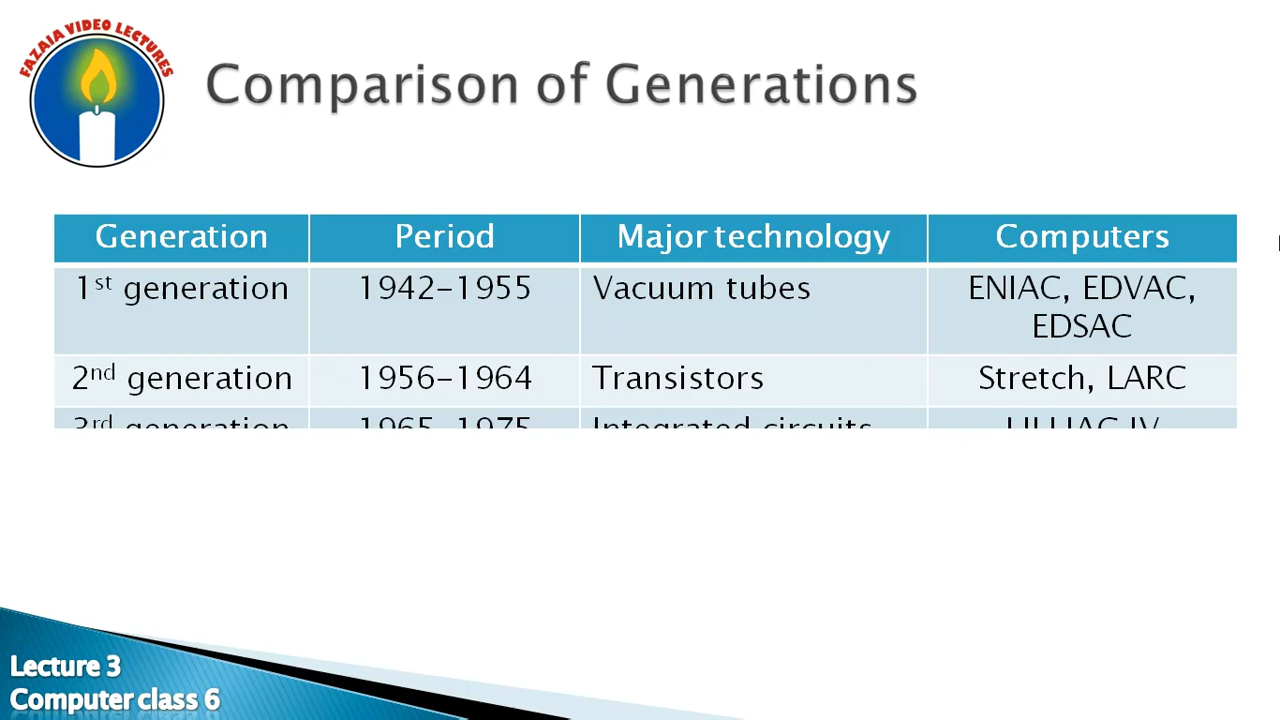 FAZAIA VIDEO LECTURES
Comparison of Generations
Generation Period Major technology Computers
1st generation 1942-1955 Vacuum tubes ENIAC, EDVAC,
EDSAC
2nd generation 1956-1964 Transistors Stretch, LARC
3rd generation 1965-1975 Integrated circuits
Lecture 3
Computer class 6